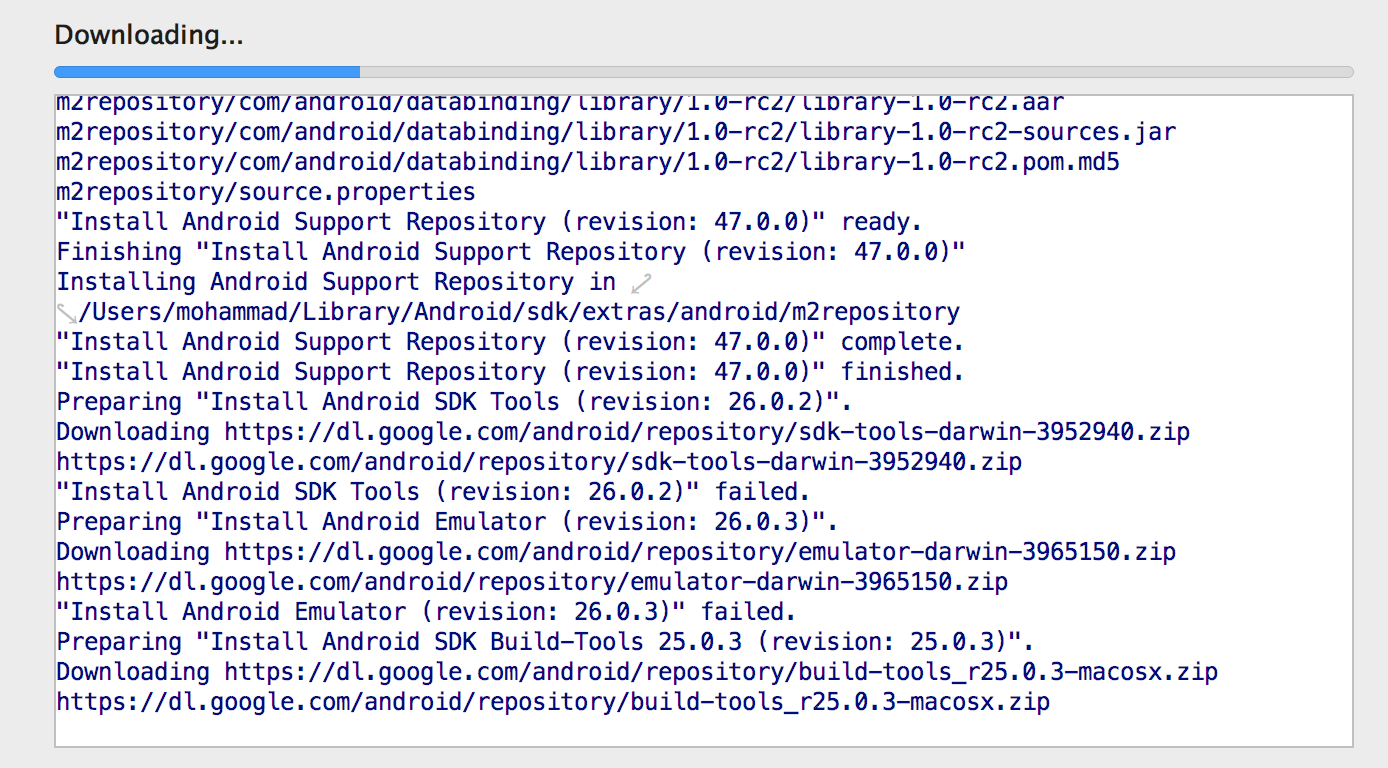 Downloading...
m2repository/com/android/databinding/library/1.0-rc2/library-1.0-rc2.aar
m2repository/com/android/databinding/library/1.0-rc2/library-1.0-rc2-sources.jar
m2repository/com/android/databinding/library/1.0-rc2/library-1.0-rc2.pom.md5
m2repository/source.properties
"Install Android Support Repository (revision: 47.0.0)" ready.
Finishing "Install Android Support Repository (revision: 47.0.0)"
Installing Android Support Repository in
/Users/mohammad/Library/Android/sdk/extras/android/m2repository
"Install Android Support Repository (revision: 47.0.0)" complete.
"Install Android Support Repository (revision: 47.0.0)" finished.
Preparing "Install Android SDK Tools (revision: 26.0.2)".
Downloading https://dl.google.com/android/repository/sdk-tools-darwin-3952940.zip
https://dl.google.com/android/repository/sdk-tools-darwin-3952940.zip
"Install Android SDK Tools (revision: 26.0.2)" failed.
Preparing "Install Android Emulator (revision: 26.0.3)".
Downloading https://dl.google.com/android/repository/emulator-darwin-3965150.zip
https://dl.google.com/android/repository/emulator-darwin-3965150.zip
"Install Android Emulator (revision: 26.0.3)" failed.
Preparing "Install Android SDK Build-Tools 25.0.3 (revision: 25.0.3)".
Downloading https://dl.google.com/android/repository/build-tools_r25.0.3-macosx.zip
https://dl.google.com/android/repository/build-tools_r25.0.3-macosx.zip